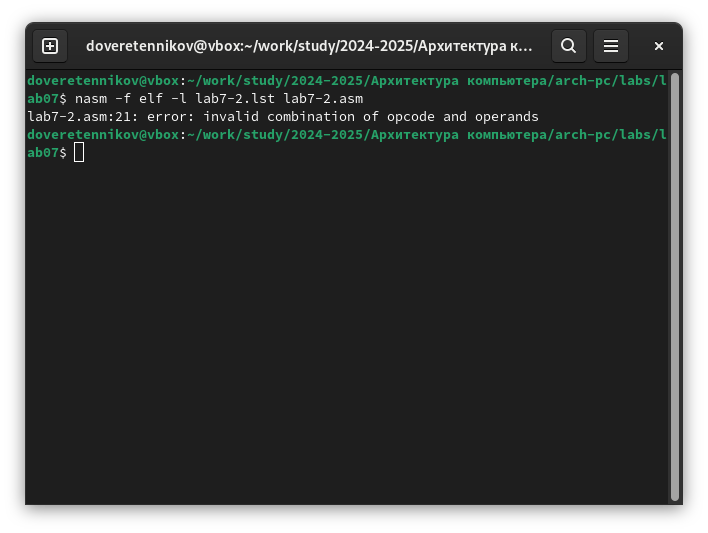 doveretennikov@vbox:~/work/study/2024-2025/Архитектура к...
doveretennikov@vbox:~/work/study/2024-2025/Архитектура компьютера/arch-pc/labs/l
ab07$ nasm -f elf -l lab7-2.lst lab7-2.asm
lab7-2.asm:21: error: invalid combination of opcode and operands
doveretennikov@vbox:~/work/study/2024-2025/Архитектура компьютера/arch-pc/labs/l
ab07$